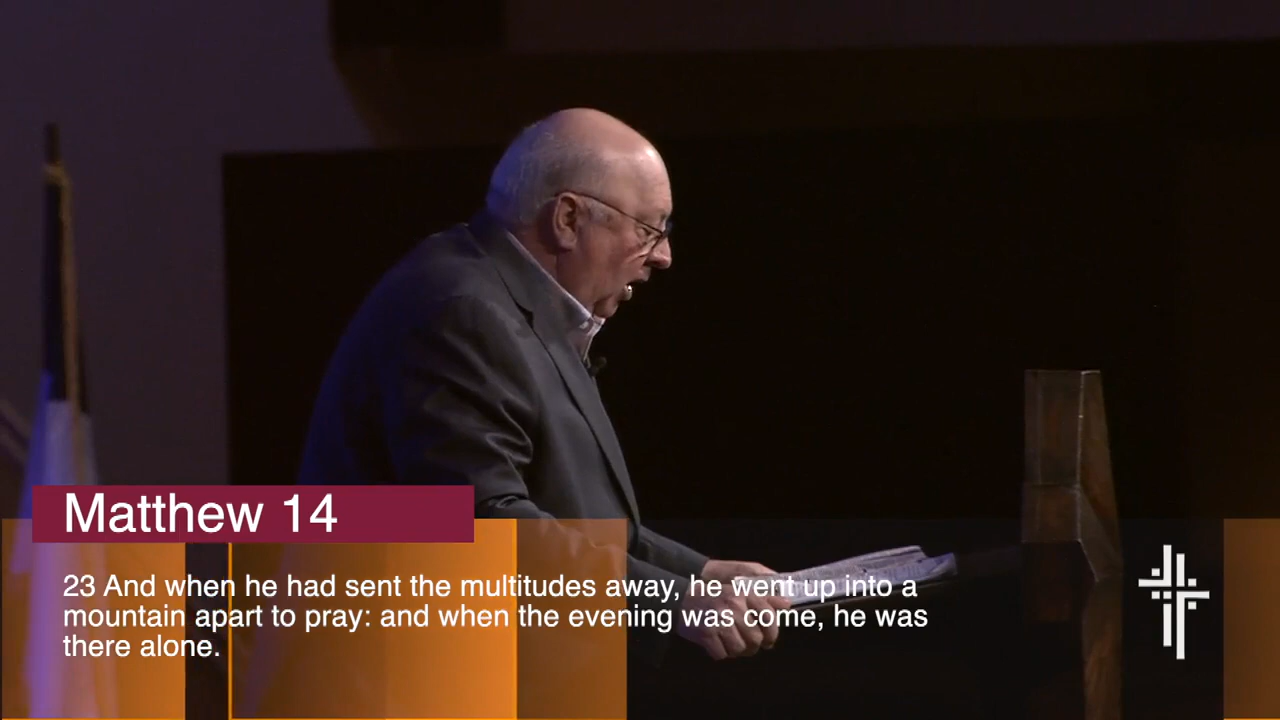 Matthew 14
23 And when he had sent the multitudes away, he went up into a
mountain apart to pray: and when the evening was come, he was
there alone.